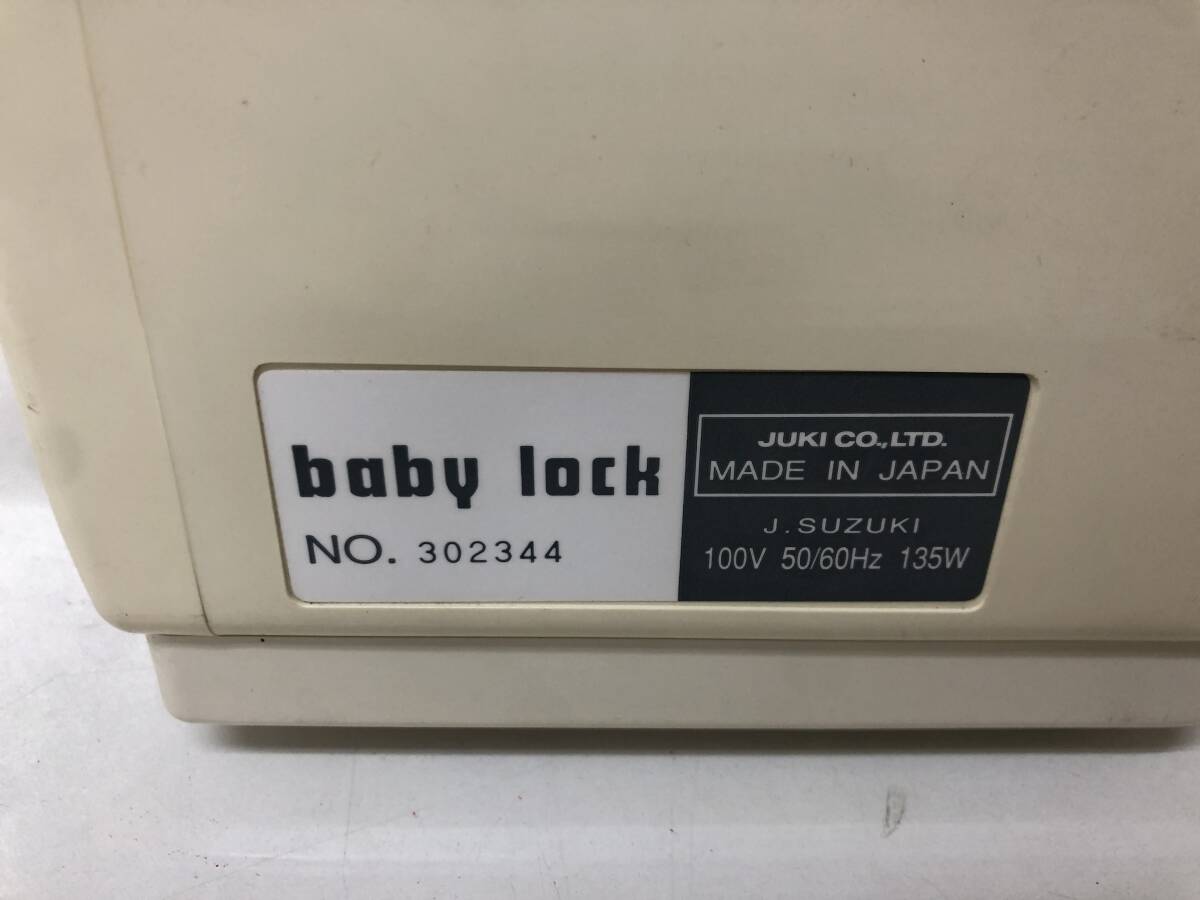 baby lock
NO. 302344
JUKI CO.,LTD.
MADE IN JAPAN
J.SUZUKI
100V 50/60Hz 135W